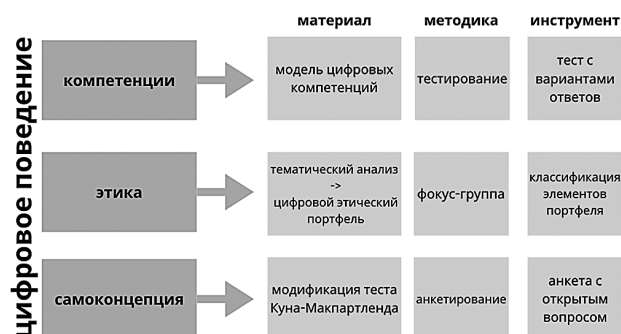 материал
методика
инструмент
цифровое поведение
компетенции
модель цифровых
компетенций
тестирование
тест с
вариантами
ответов
этика
тематический анализ
->
цифровой этический
портфель
фокус-группа
классификация
элементов
портфеля
самоконцепция
модификация теста
Куна-Макпартленда
анкетирование
анкета с
открытым
вопросом